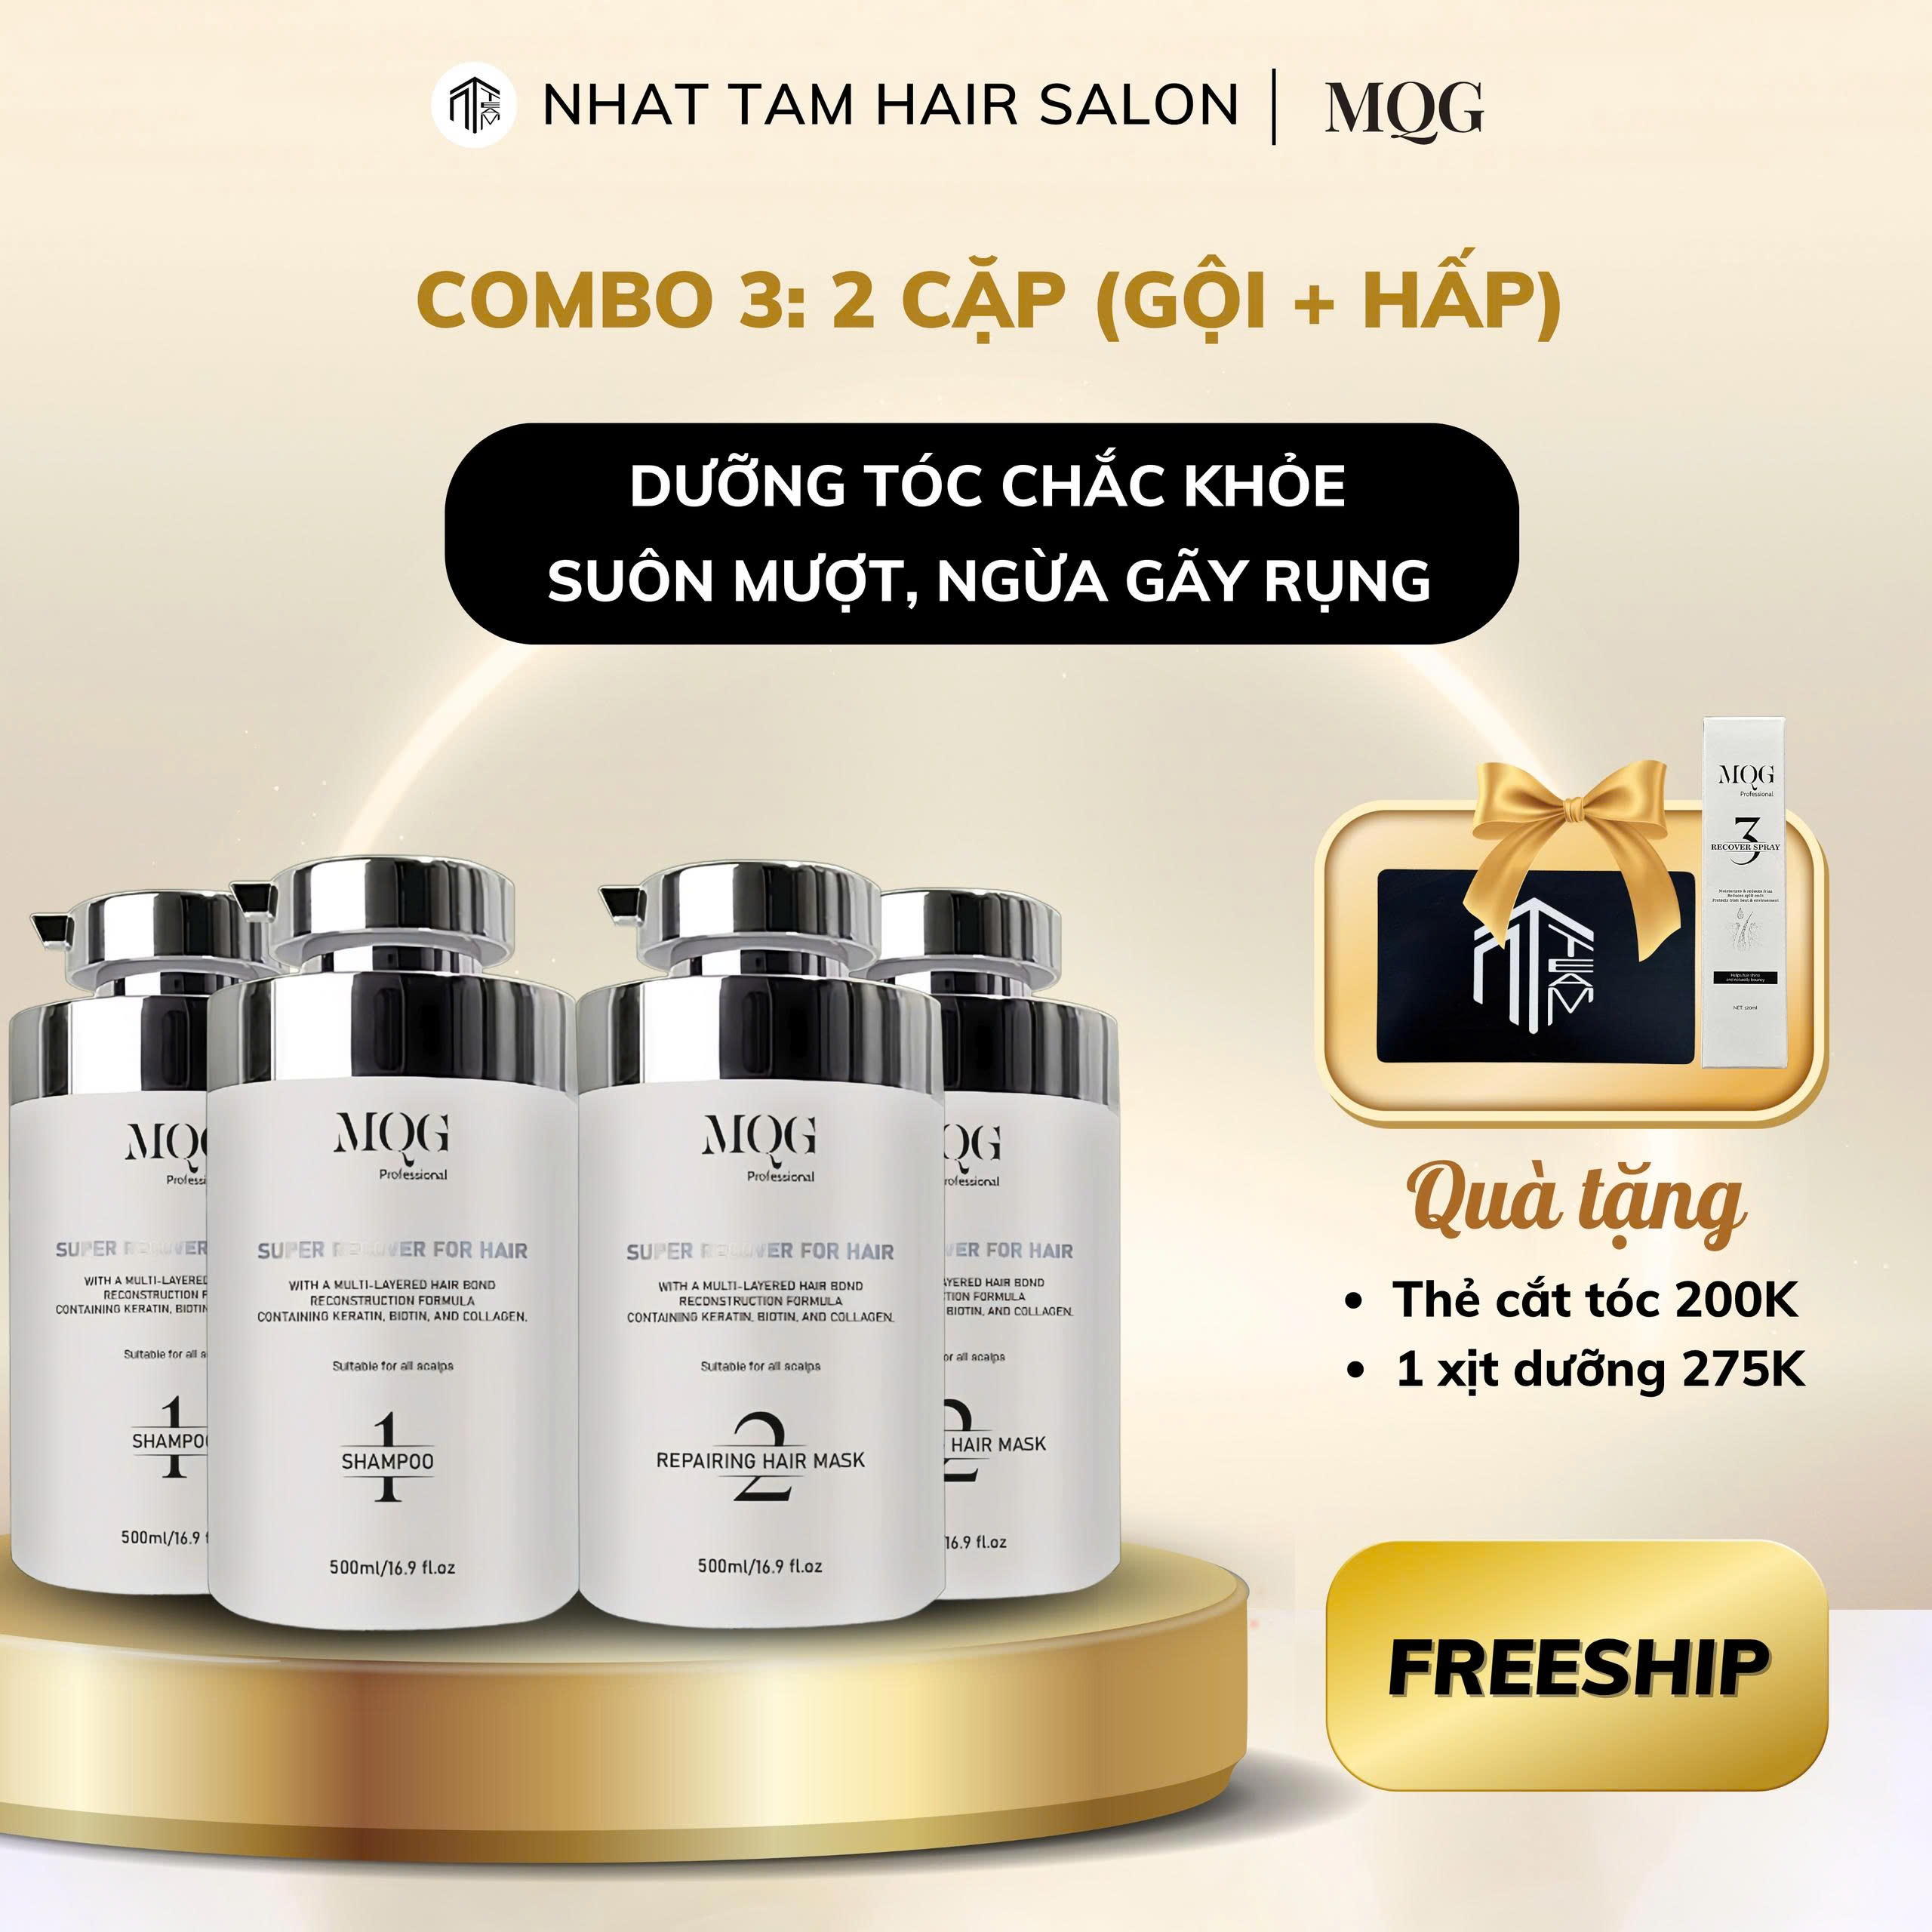 NHAT TAM HAIR SALON | MQG
COMBO 3: 2 CẶP (GỘI + HẤP)
DƯỠNG TÓC CHẮC KHỎE
SUÔN MƯỢT, NGỪA GÃY RỤNG
MQG
Professional
3
RECOVER SPRAY
TEAM
Quà tặng
• Thẻ cắt tóc 200K
• 1 xịt dưỡng 275K
FREESHIP
MQG
Professional
SUPER RECOVER FOR HAIR
WITH A MULTI-LAYERED HAIR BOND
RECONSTRUCTION FORMULA
CONTAINING KERATIN, BIOTIN, AND COLLAGEN.
Suitable for all scalps
1
SHAMPOO
500ml/16.9 fl.oz
MQG
Professional
SUPER RECOVER FOR HAIR
WITH A MULTI-LAYERED HAIR BOND
RECONSTRUCTION FORMULA
CONTAINING KERATIN, BIOTIN, AND COLLAGEN.
Suitable for all scalps
2
REPAIRING HAIR MASK
500ml/16.9 fl.oz